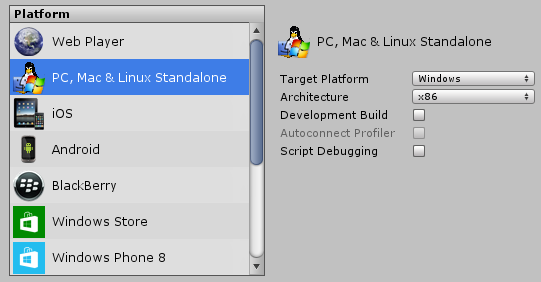 Platform
Web Player
PC, Mac & Linux Standalone
iOS
Android
BlackBerry
Windows Store
Windows Phone 8
PC, Mac & Linux Standalone
Target Platform Windows
Architecture x86
Development Build
Autoconnect Profiler
Script Debugging